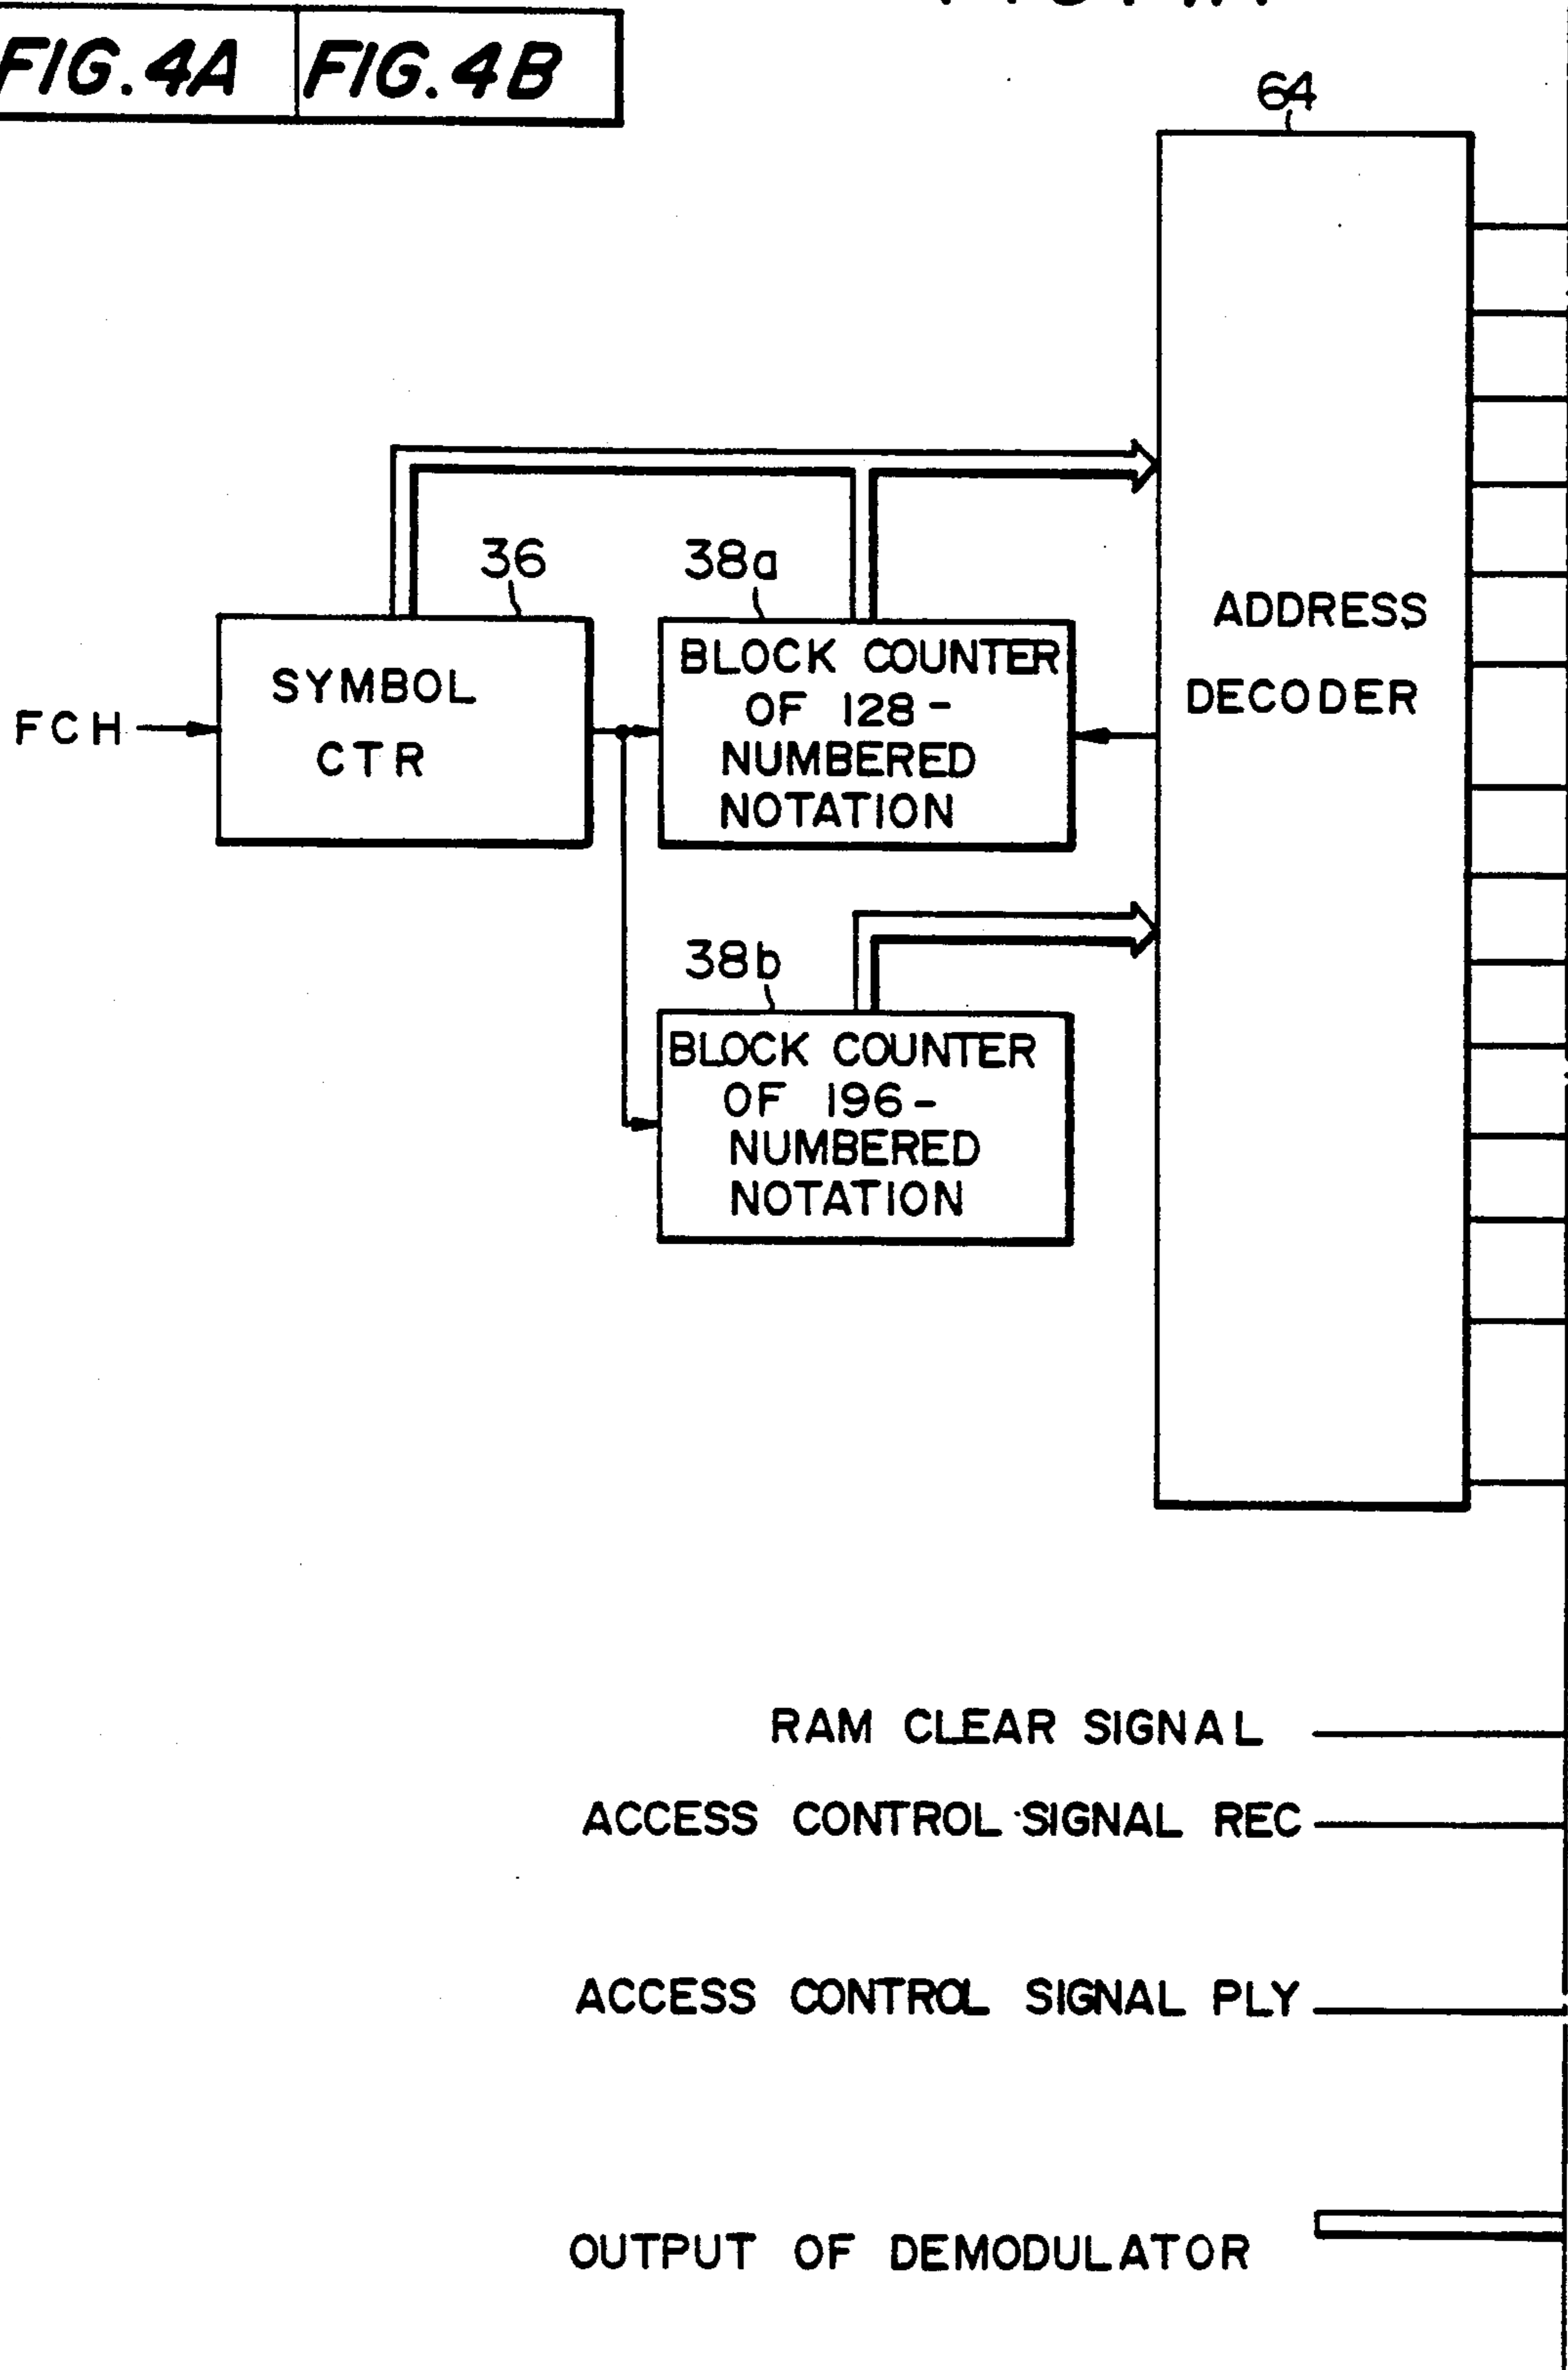 FIG.4A FIG.4B
64
36
38a
ADDRESS
DECODER
FCH
SYMBOL
CTR
BLOCK COUNTER
OF 128-
NUMBERED
NOTATION
38b
BLOCK COUNTER
OF 196-
NUMBERED
NOTATION
RAM CLEAR SIGNAL
ACCESS CONTROL SIGNAL REC
ACCESS CONTROL SIGNAL PLY
OUTPUT OF DEMODULATOR